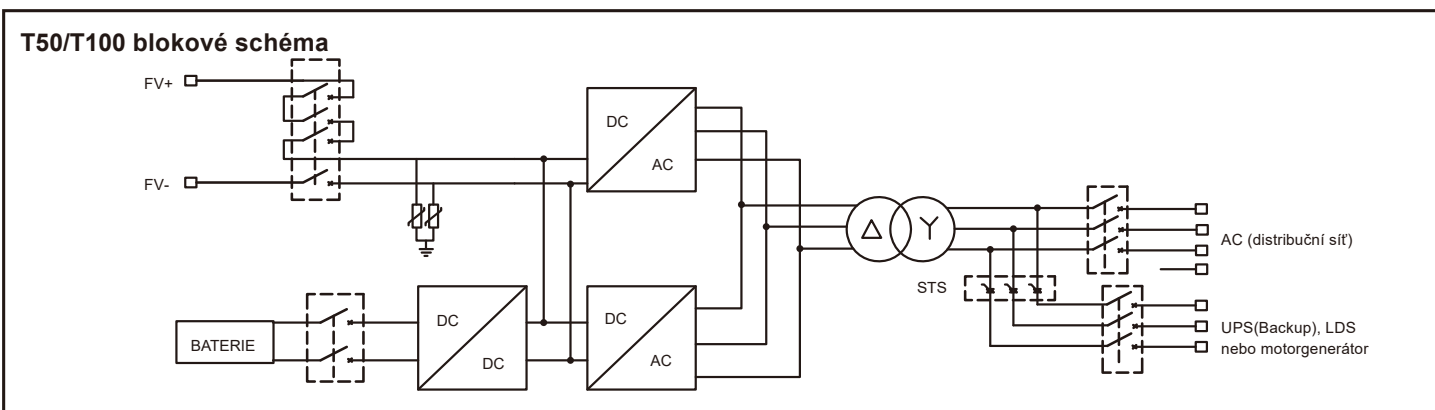 T50/T100 blokové schéma
FV+
DC
AC
FV-
AC (distribuční síť)
STS
BATERIE
DC
DC
DC
AC
UPS(Backup), LDS
nebo motorgenerátor